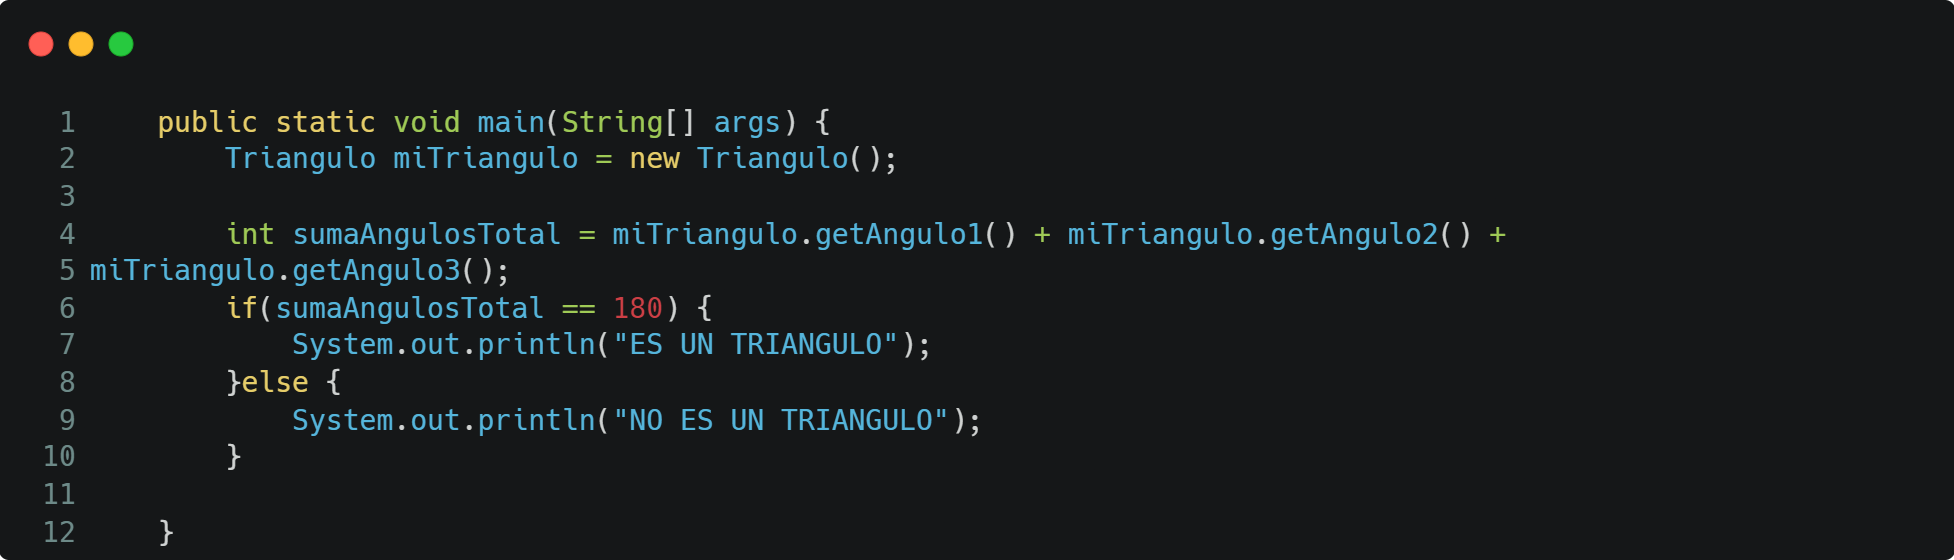 1 public static void main(String[] args) {
2 Triangulo miTriangulo = new Triangulo();
3
4 int sumaAngulosTotal = miTriangulo.getAngulo1() + miTriangulo.getAngulo2() +
5 miTriangulo.getAngulo3();
6 if(sumaAngulosTotal == 180) {
7 System.out.println("ES UN TRIANGULO");
8 }else {
9 System.out.println("NO ES UN TRIANGULO");
10 }
11
12 }